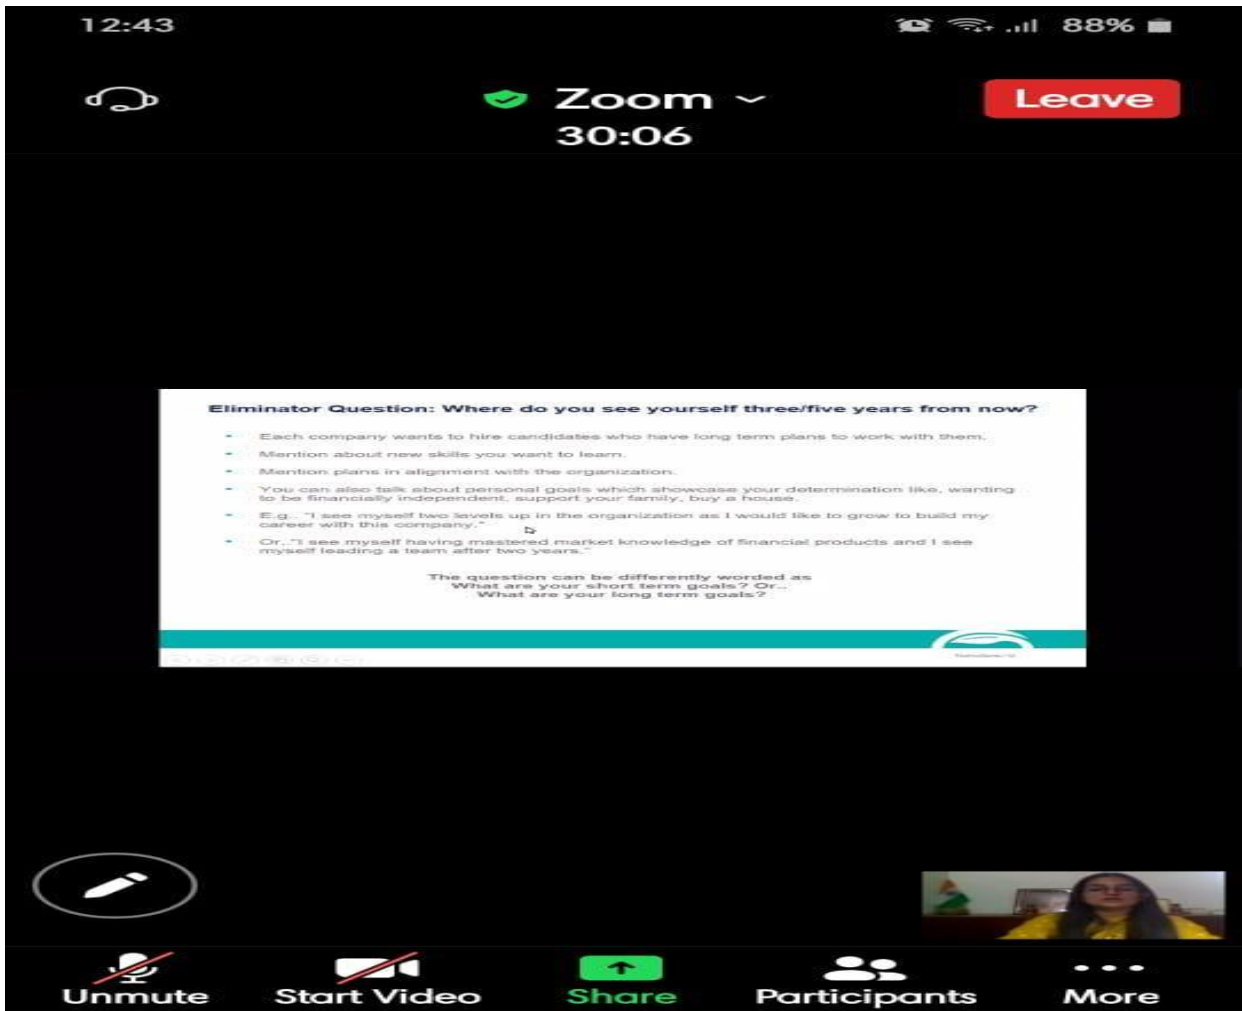 12:43
88%
Zoom
Leave
30:06
Eliminator Question: Where do you see yourself three/five years from now?
Each company wants to hire candidates who have long term plans to work with them.
Mention about new skills you want to learn.
Mention plans in alignment with the organization.
You can also talk about personal goals which showcase your determination like, wanting
to be financially independent, support your family, buy a house.
E.g.. "I see myself two levels up in the organization as I would like to grow to build my
career with this company."
Or.."I see myself having mastered market knowledge of financial products and I see
myself leading a team after two years."
The question can be differently worded as
What are your short term goals? Or..
What are your long term goals?
Unmute
Start Video
Share
Participants
More